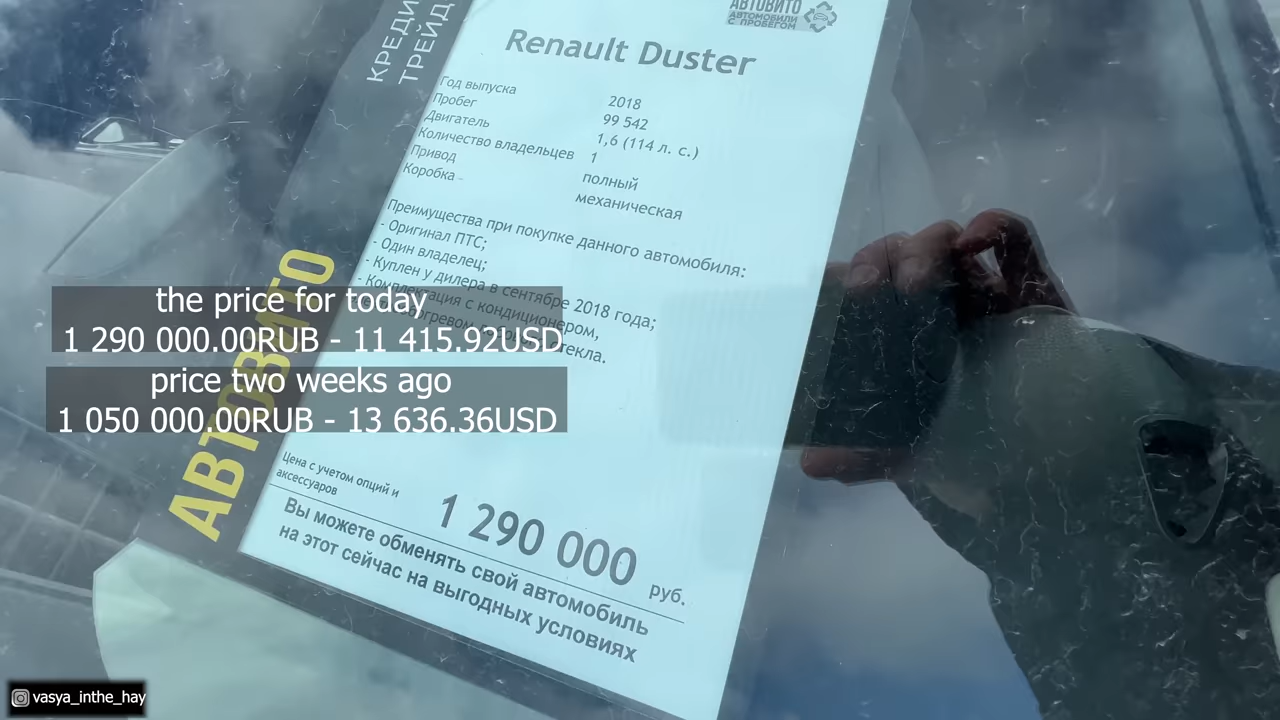 КРЕДИ
ТРЕЙД
АВТОВИТО
АВТОМОБИЛИ
С ПРОБЕГОМ
Renault Duster
Год выпуска 2018
Пробег 99 542
Двигатель 1,6 (114 л. с.)
Количество владельцев 1
Привод полный
Коробка механическая
Преимущества при покупке данного автомобиля:
- Оригинал ПТС;
- Один владелец;
- Куплен у дилера в сентябре 2018 года;
- Комплектация с кондиционером,
стекла.
АВТОВИТО
the price for today
1 290 000.00RUB - 11 415.92USD
price two weeks ago
1 050 000.00RUB - 13 636.36USD
Цена с учетом опций и
аксессуаров
1 290 000 руб.
Вы можете обменять свой автомобиль
на этот сейчас на выгодных условиях
vasya_inthe_hay